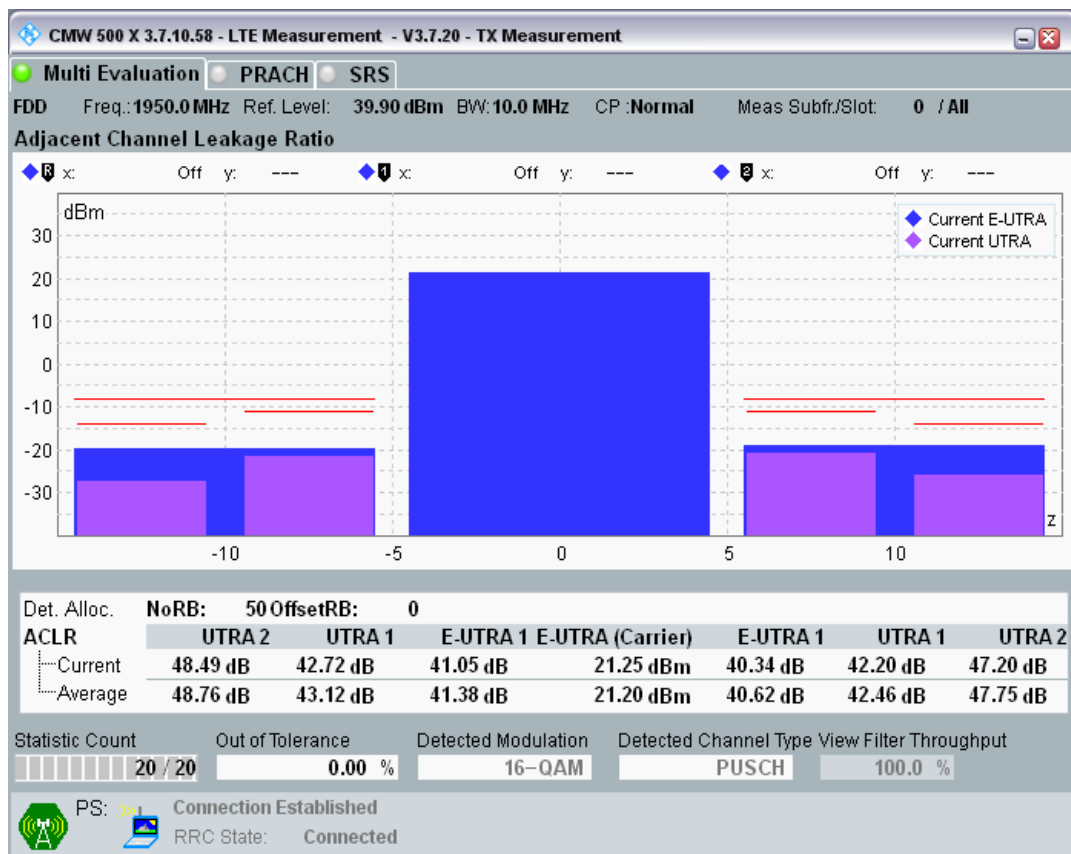 CMW 500 X 3.7.10.58 - LTE Measurement - V3.7.20 - TX Measurement
Multi Evaluation PRACH SRS
FDD Freq.: 1950.0 MHz Ref. Level: 39.90 dBm BW: 10.0 MHz CP :Normal Meas Subfr./Slot: 0 / All
Adjacent Channel Leakage Ratio
R x: Off y: --- 1 x: Off y: --- 2 x: Off y: ---
dBm
Current E-UTRA
Current UTRA
30
20
10
0
-10
-20
-30
z
-10 -5 0 5 10
Det. Alloc. NoRB: 50 OffsetRB: 0
ACLR UTRA 2 UTRA 1 E-UTRA 1 E-UTRA (Carrier) E-UTRA 1 UTRA 1 UTRA 2
Current 48.49 dB 42.72 dB 41.05 dB 21.25 dBm 40.34 dB 42.20 dB 47.20 dB
Average 48.76 dB 43.12 dB 41.38 dB 21.20 dBm 40.62 dB 42.46 dB 47.75 dB
Statistic Count Out of Tolerance Detected Modulation Detected Channel Type View Filter Throughput
20 / 20 0.00 % 16-QAM PUSCH 100.0 %
PS: Connection Established
RRC State: Connected